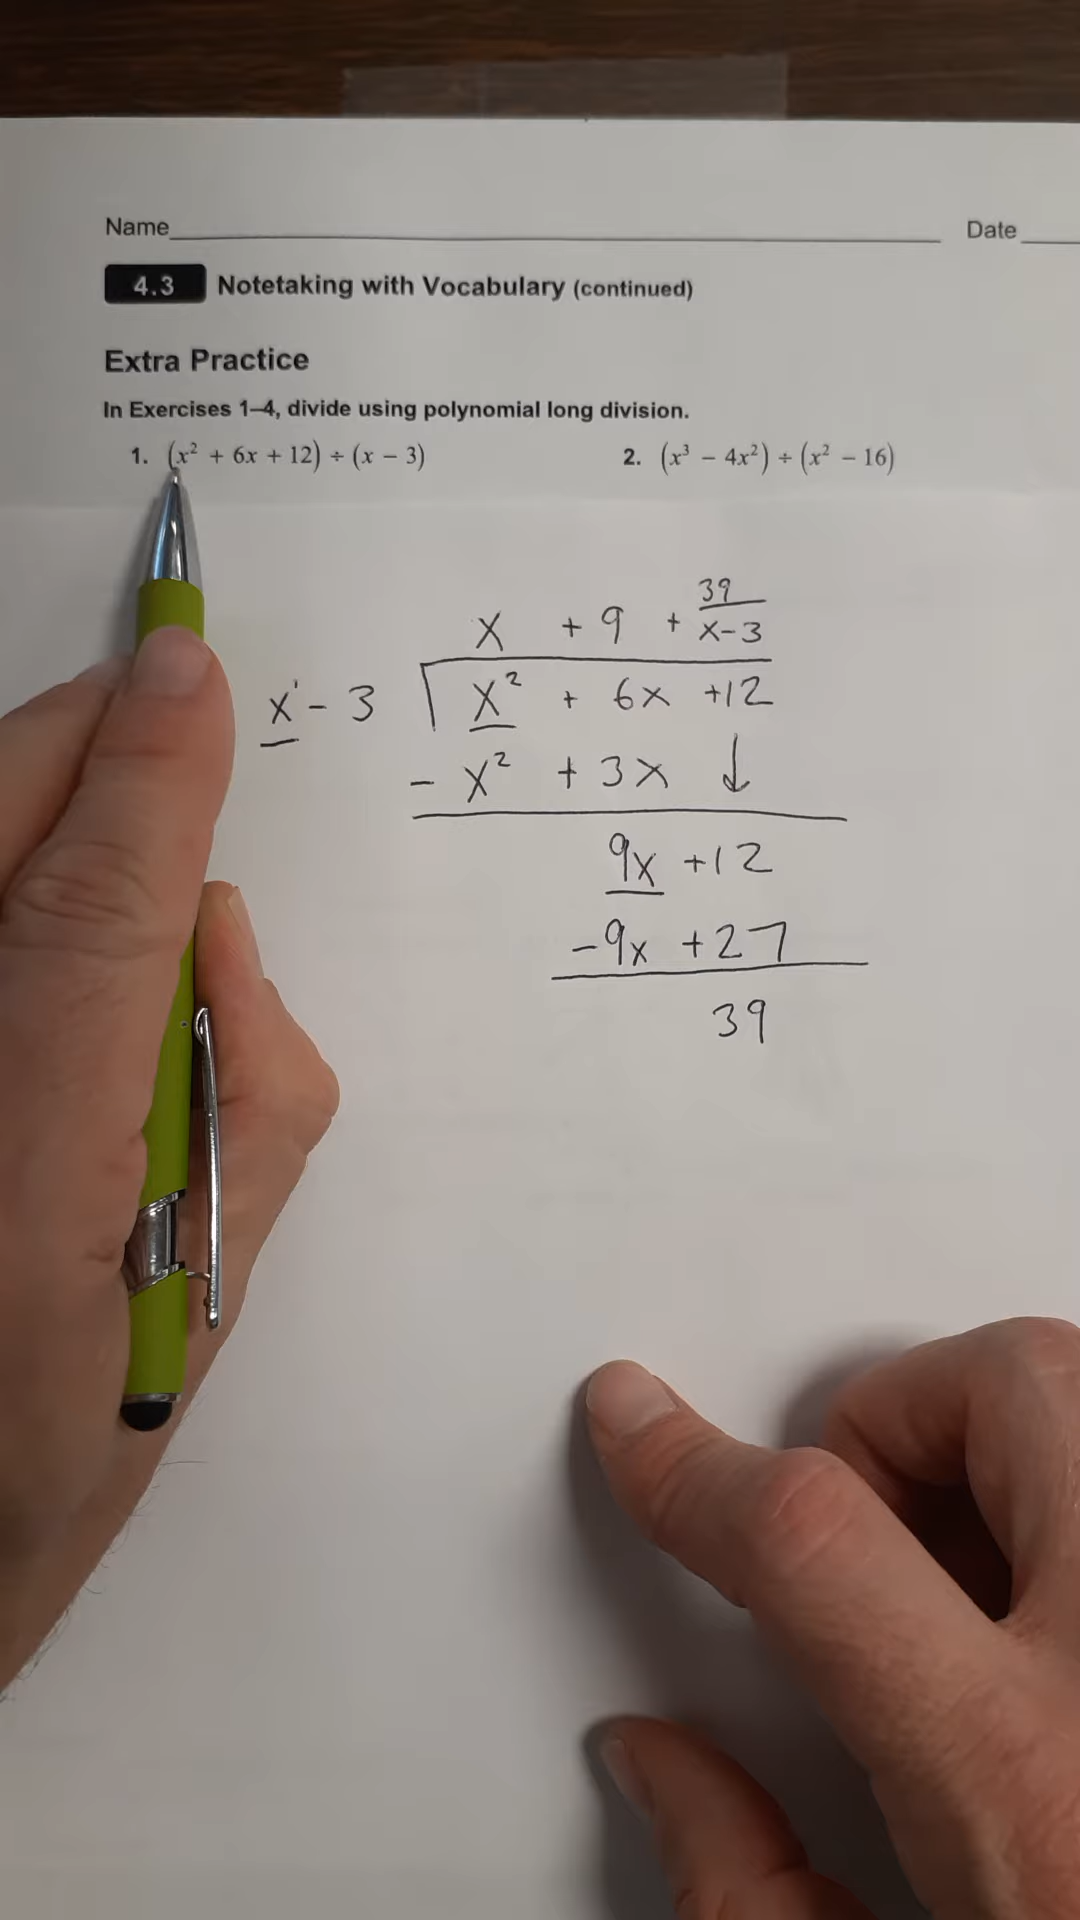 Name Date
4.3 Notetaking with Vocabulary (continued)
Extra Practice
In Exercises 1–4, divide using polynomial long division.
1. (x² + 6x + 12) ÷ (x − 3) 2. (x³ − 4x²) ÷ (x² − 16)
x + 9 + 39/(x-3)
x¹ - 3 x² + 6x +12
- x² + 3x ↓
9x +12
-9x +27
39